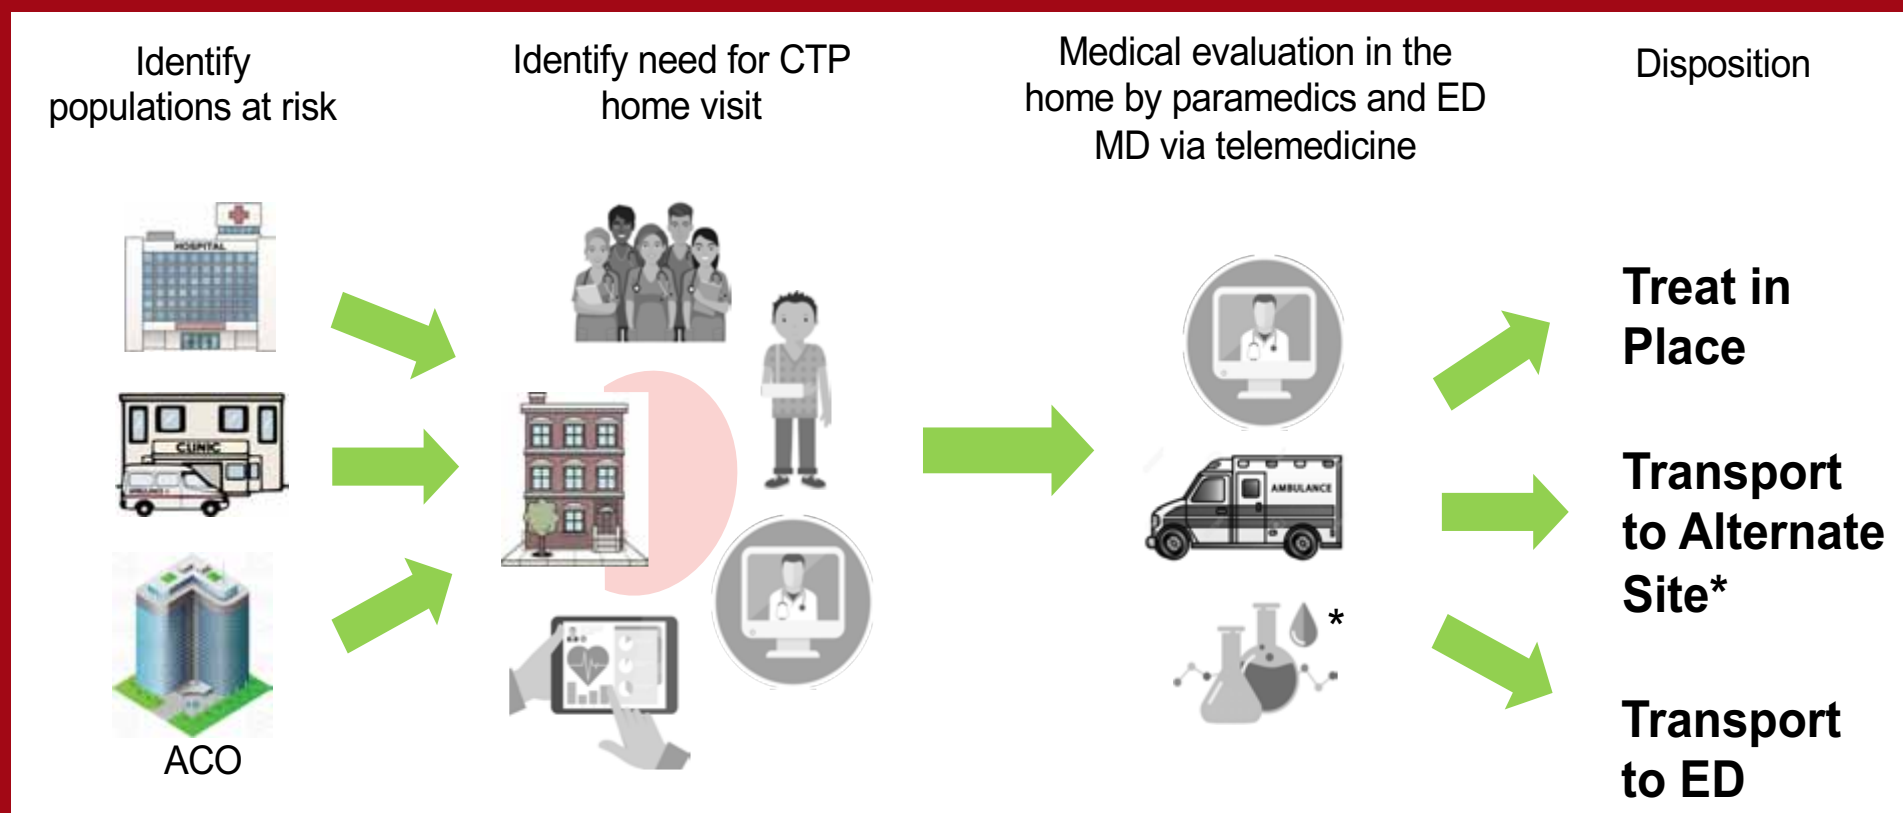 Identify
populations at risk
Identify need for CTP
home visit
Medical evaluation in the
home by paramedics and ED
MD via telemedicine
Disposition
HOSPITAL
CLINIC
AMBULANCE
ACO
AMBULANCE
*
Treat in
Place
Transport
to Alternate
Site*
Transport
to ED